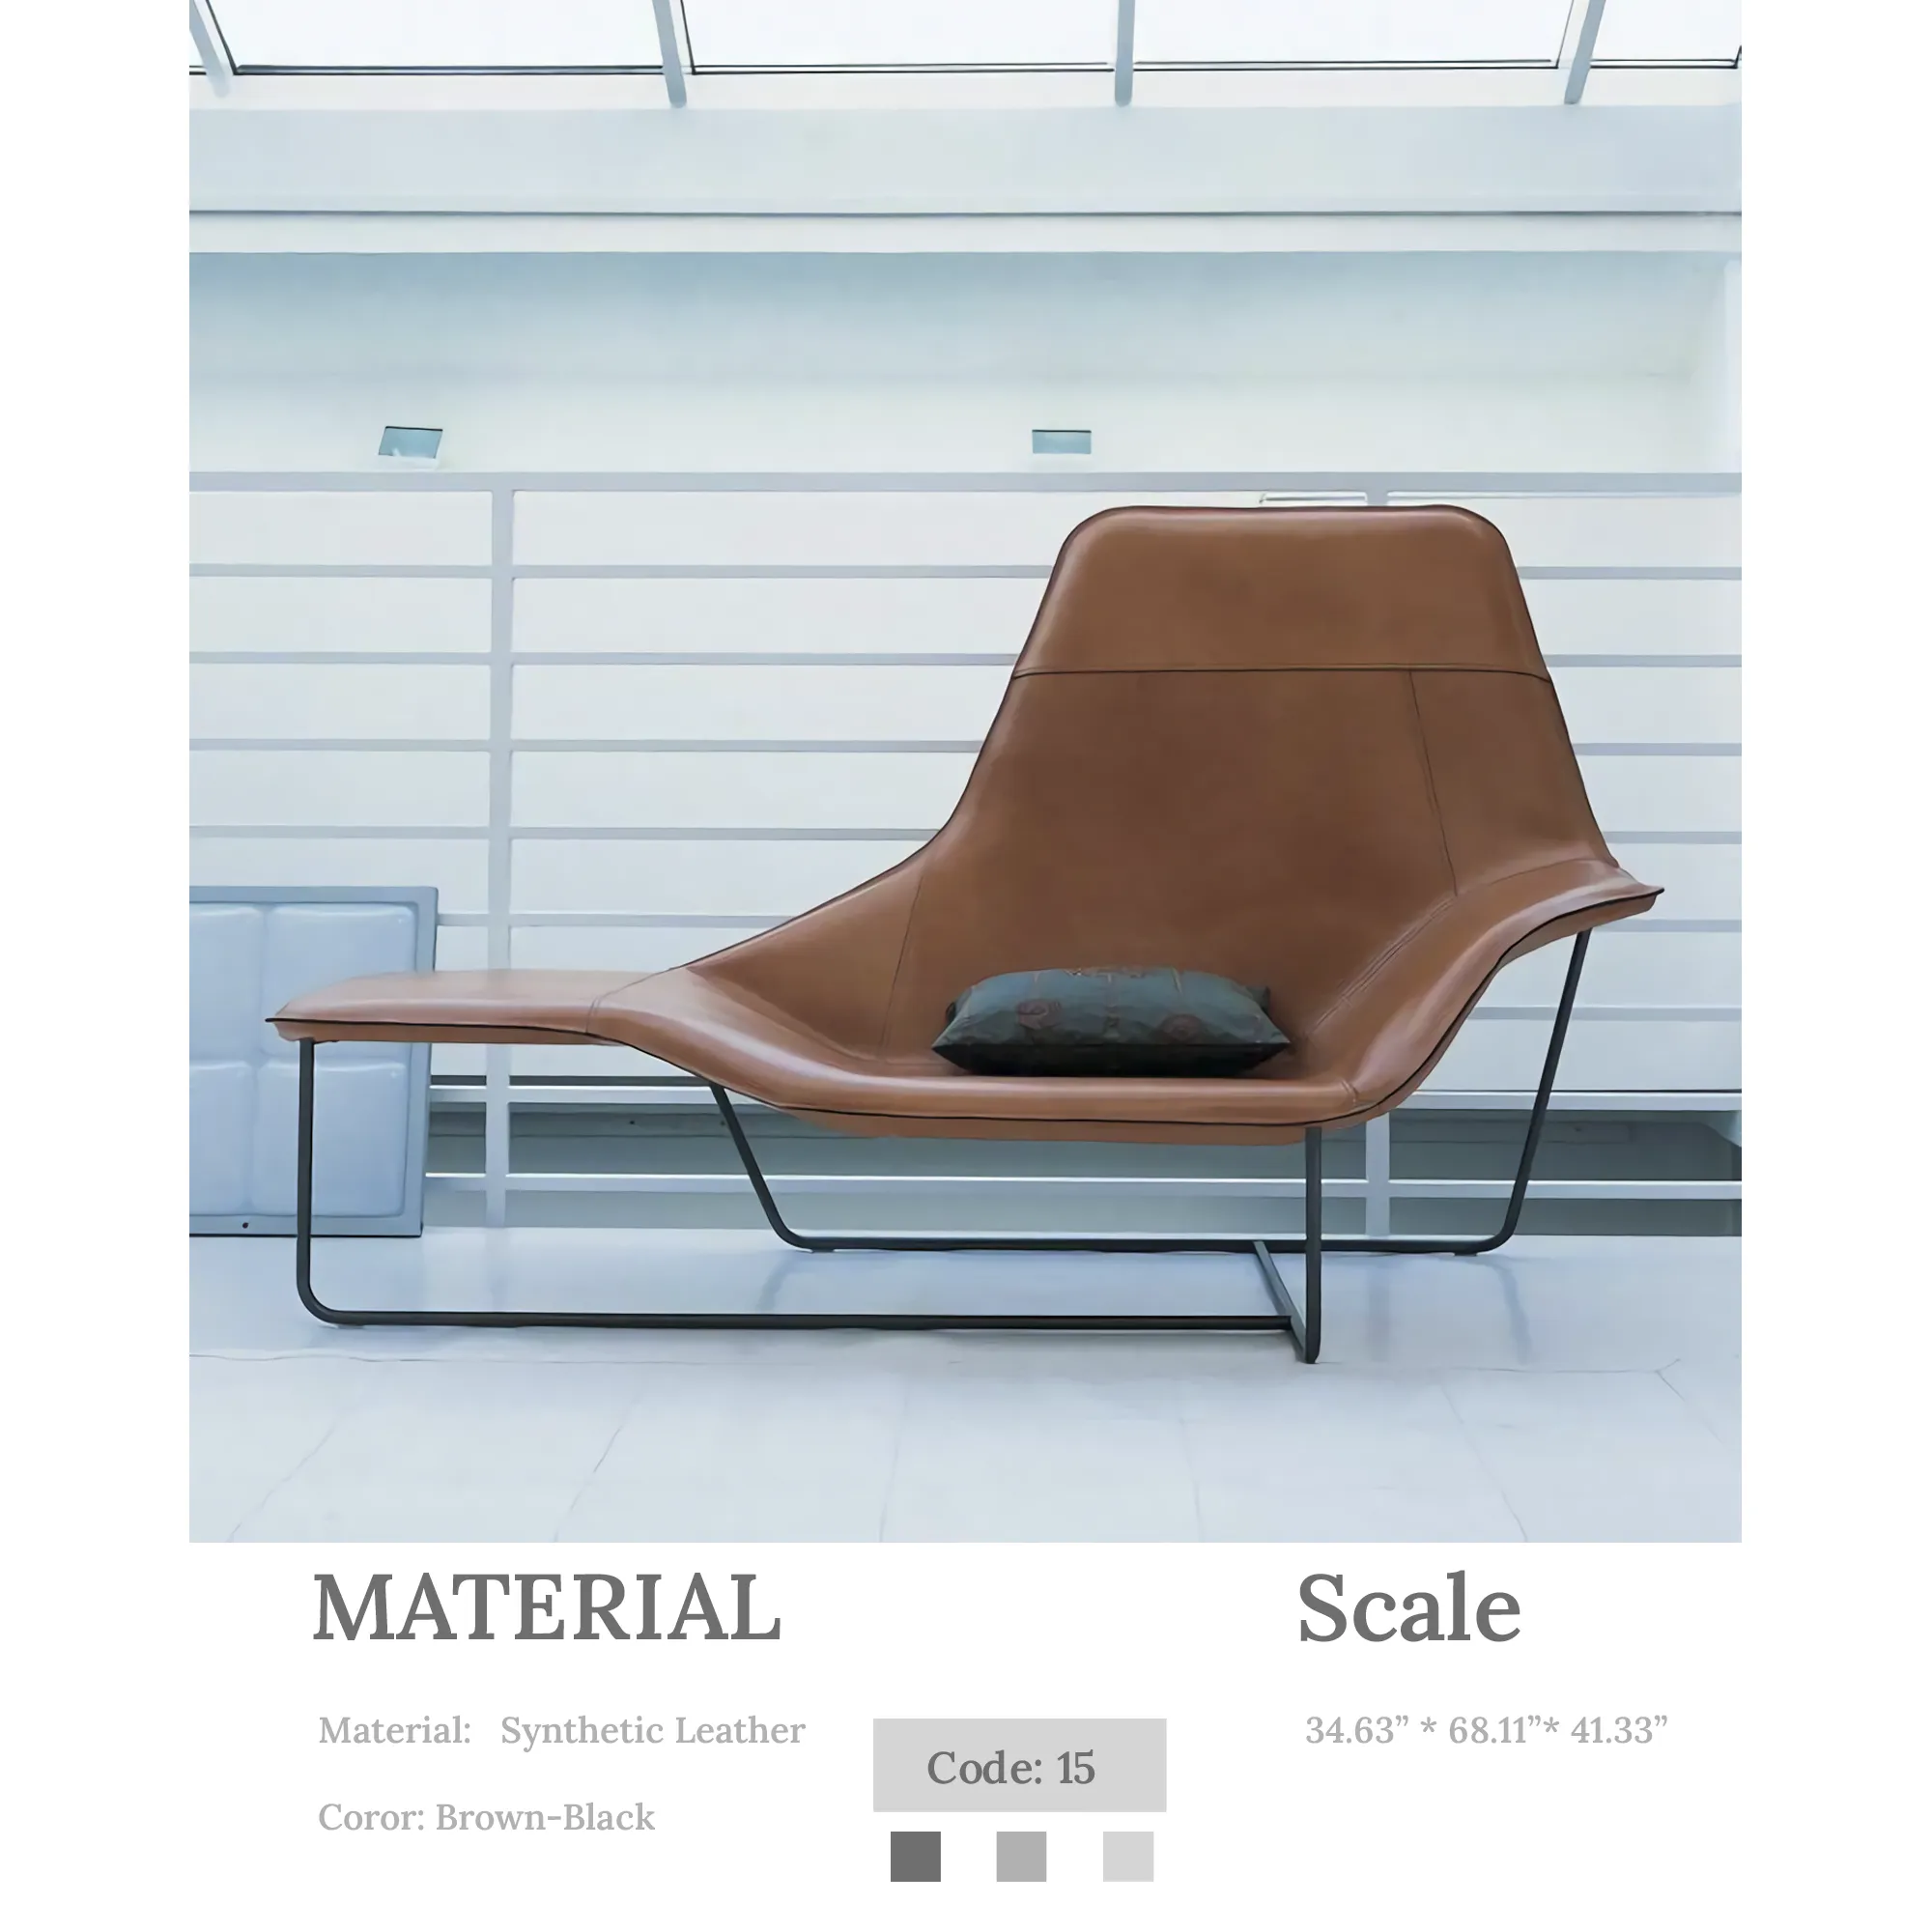 MATERIAL
Material: Synthetic Leather
Coror: Brown-Black
Code: 15
Scale
34.63” * 68.11”* 41.33”